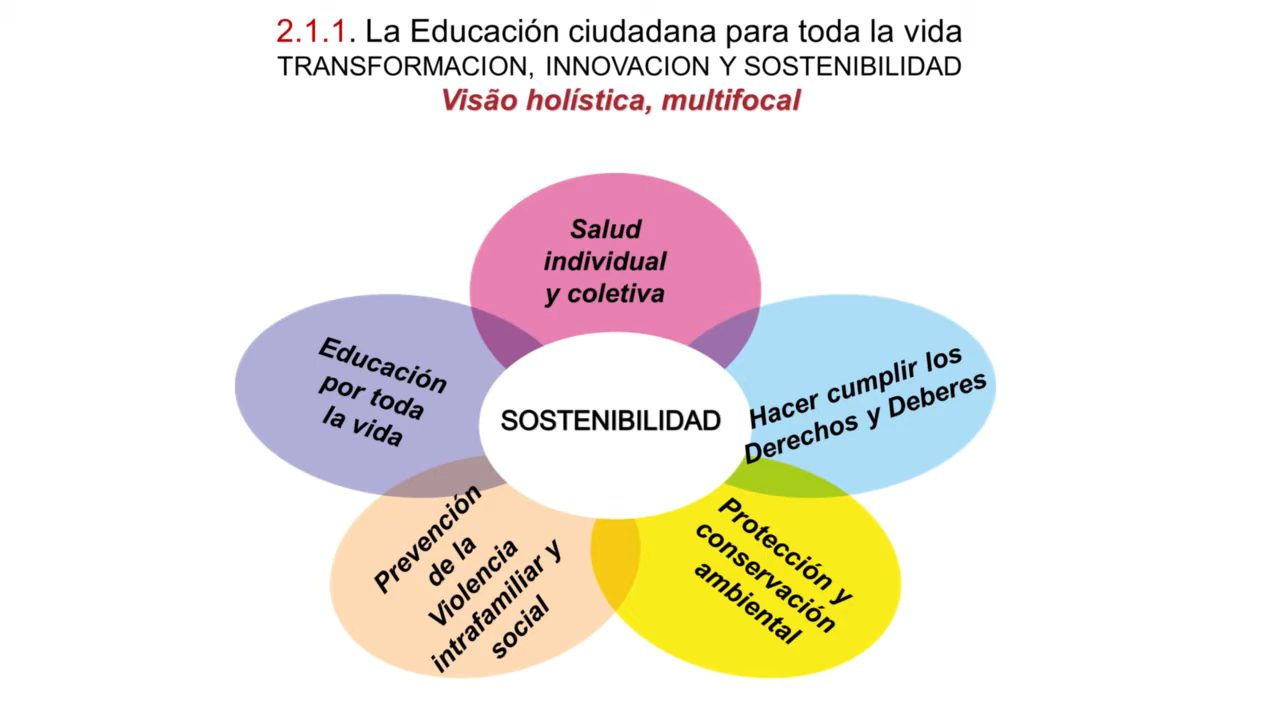 2.1.1. La Educación ciudadana para toda la vida
TRANSFORMACION, INNOVACION Y SOSTENIBILIDAD
Visão holística, multifocal
Salud
individual
y coletiva
Educación
por toda
la vida
SOSTENIBILIDAD
Hacer cumplir los
Derechos y Deberes
Prevención
de la
Violencia
intrafamiliar y
social
Protección y
conservación
ambiental